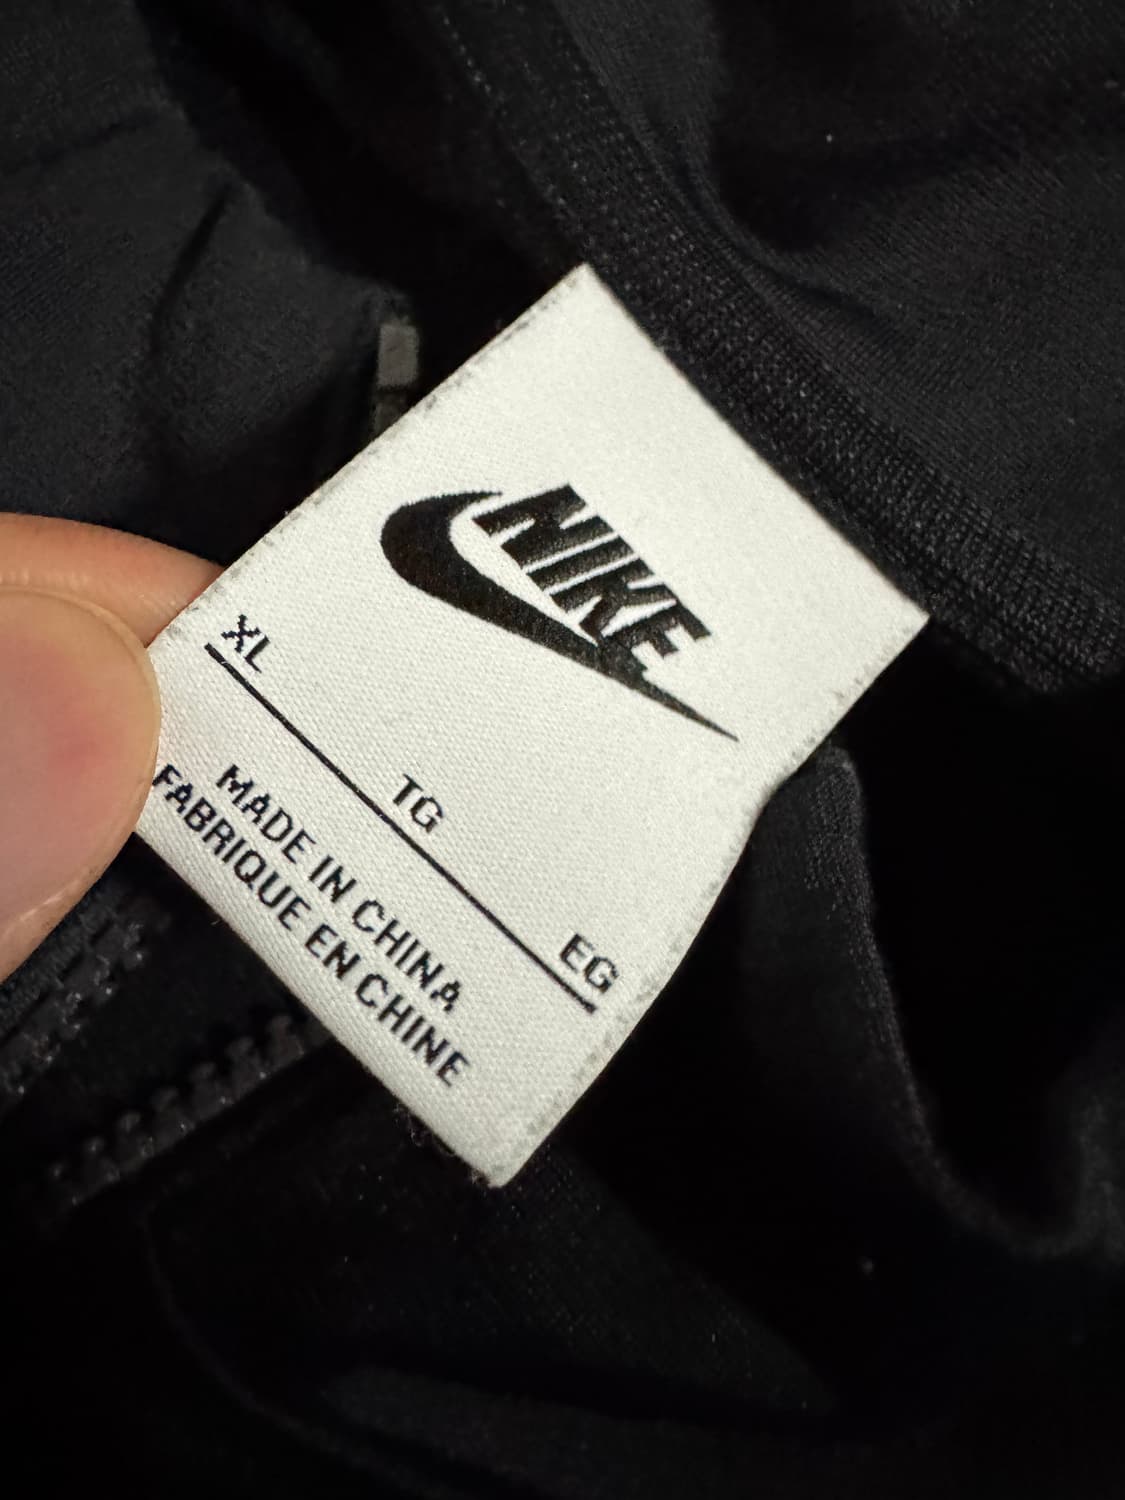 NIKE
XL TG EG
MADE IN CHINA
FABRIQUE EN CHINE